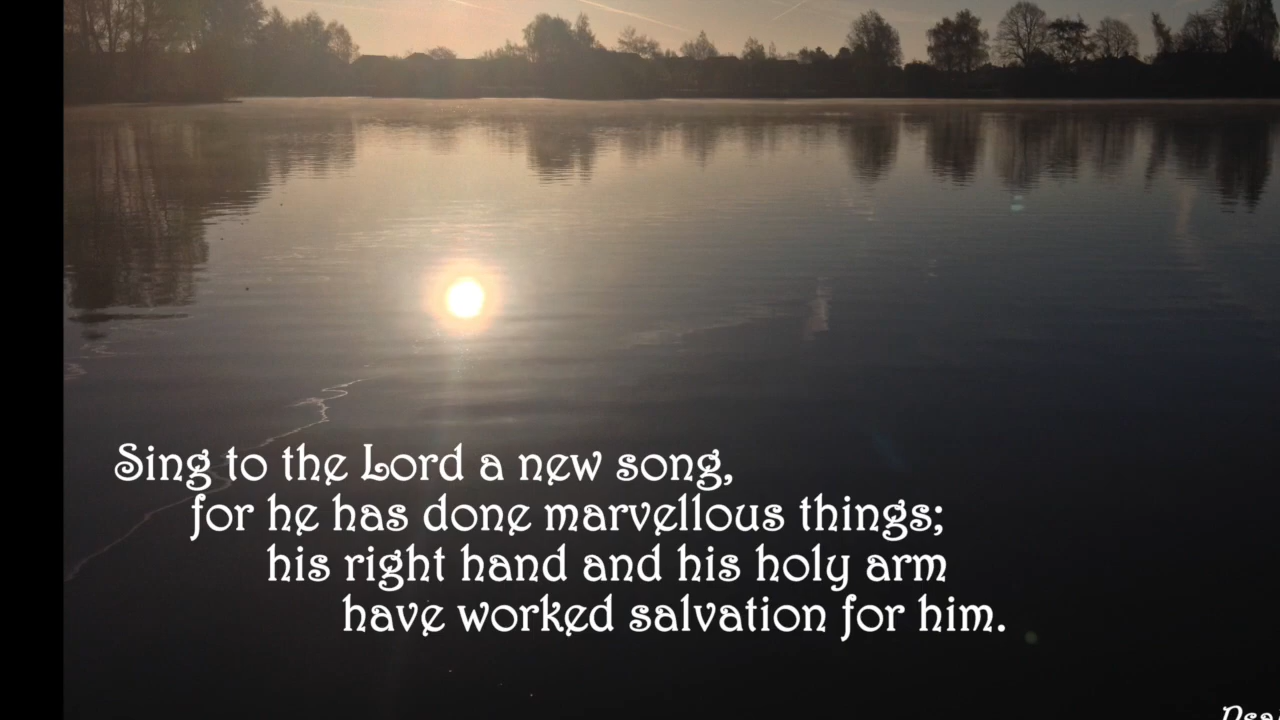 Sing to the Lord a new song,
for he has done marvellous things;
his right hand and his holy arm
have worked salvation for him.